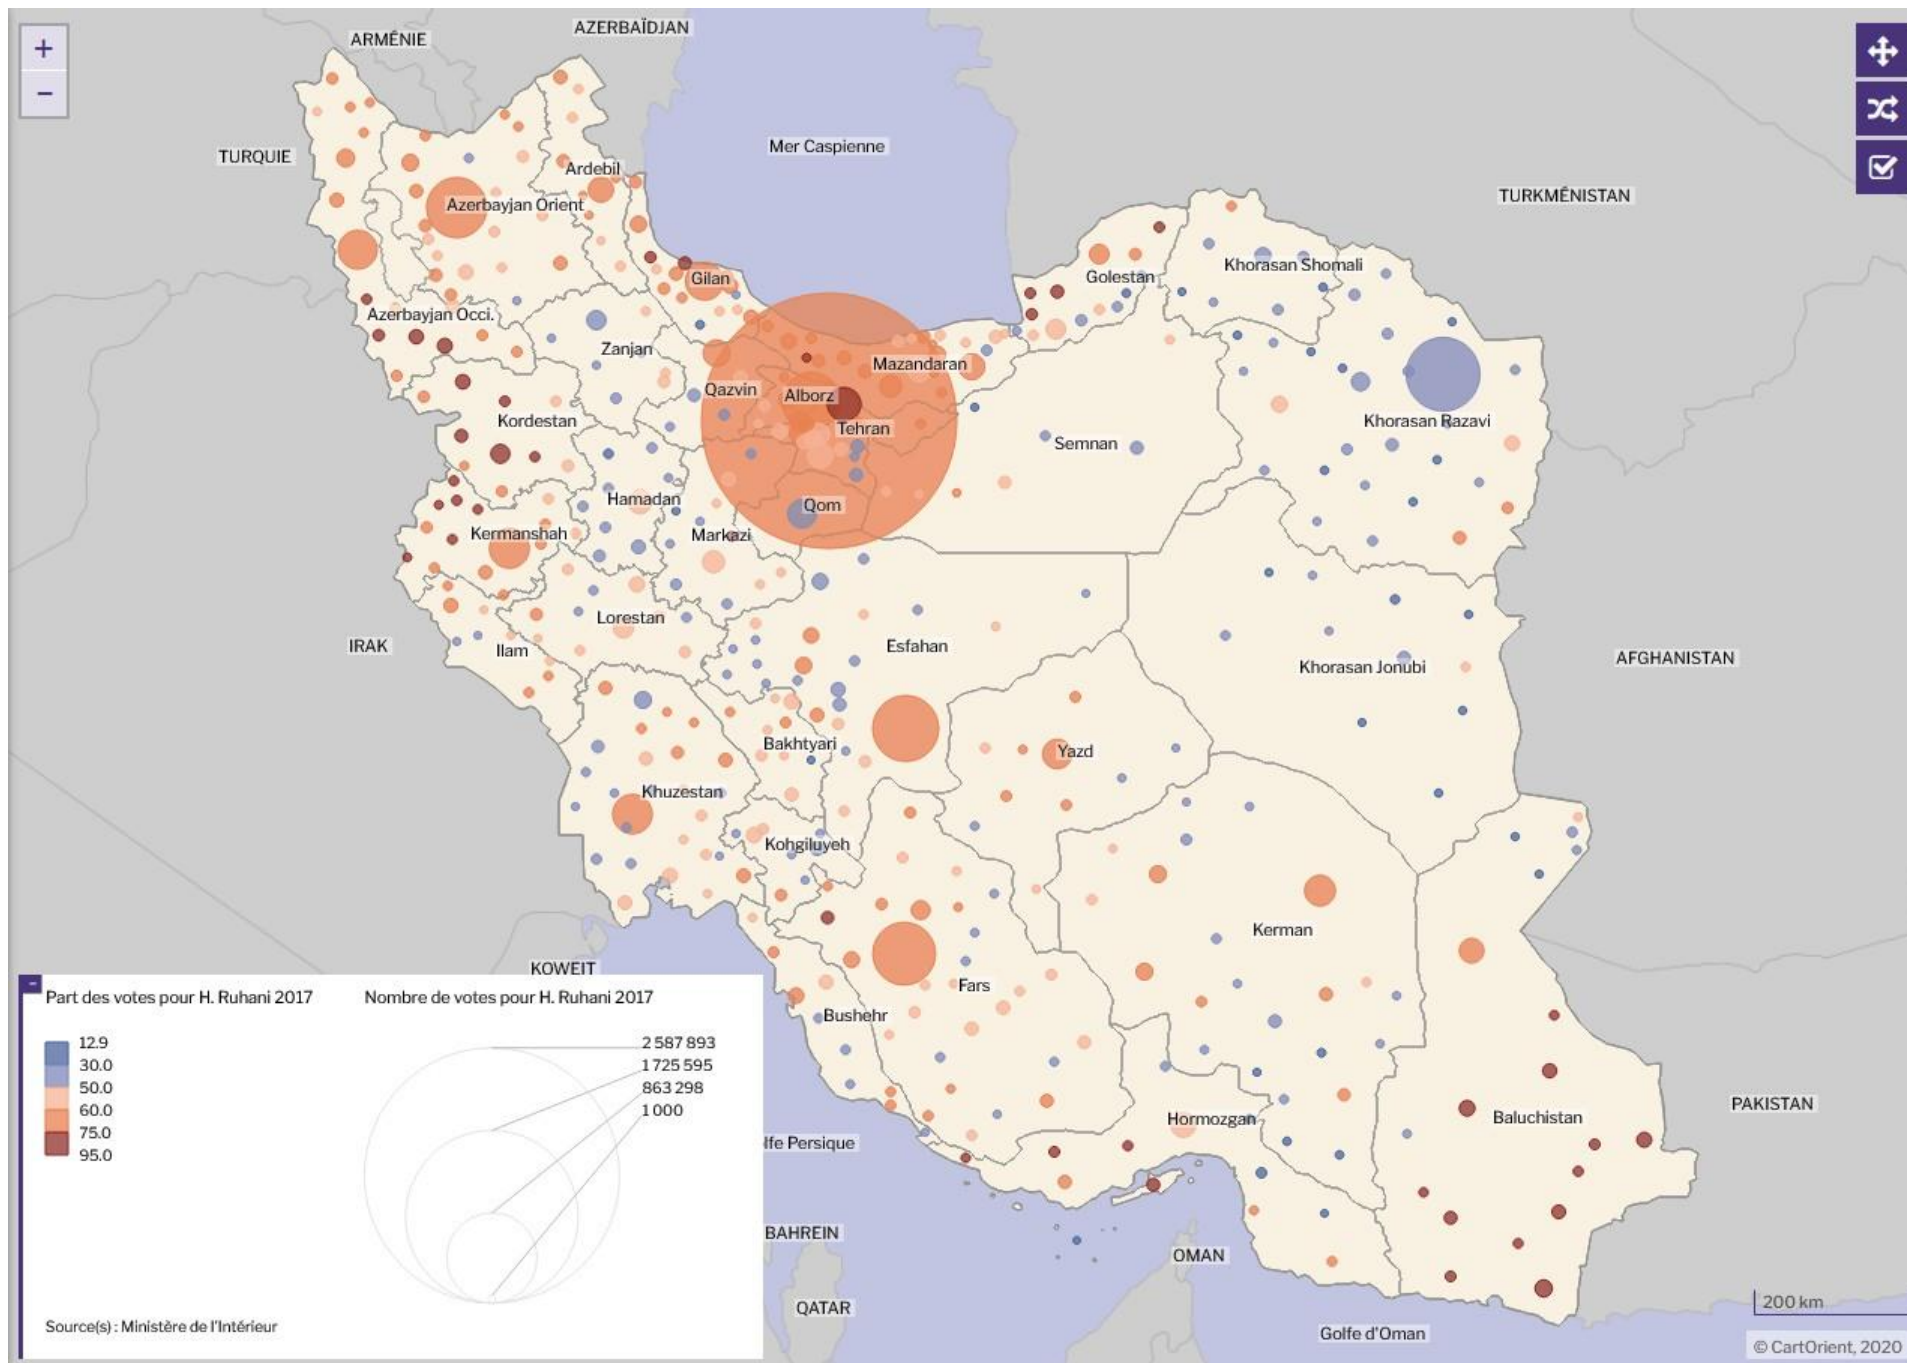 +
−
ARMÉNIE
AZERBAÏDJAN
TURQUIE
Mer Caspienne
TURKMÉNISTAN
Ardebil
Azerbayjan Orient
Gilan
Golestan
Khorasan Shomali
Azerbayjan Occi.
Zanjan
Mazandaran
Qazvin
Alborz
Kordestan
Tehran
Semnan
Khorasan Razavi
Hamadan
Qom
Kermanshah
Markazi
Lorestan
IRAK
Ilam
Esfahan
Khorasan Jonubi
AFGHANISTAN
Bakhtyari
Yazd
Khuzestan
Kohgiluyeh
Kerman
KOWEIT
Fars
Bushehr
Hormozgan
Baluchistan
PAKISTAN
lfe Persique
BAHREIN
OMAN
QATAR
Golfe d'Oman
-
Part des votes pour H. Ruhani 2017
12.9
30.0
50.0
60.0
75.0
95.0
Nombre de votes pour H. Ruhani 2017
2 587 893
1 725 595
863 298
1 000
Source(s) : Ministère de l'Intérieur
200 km
© CartOrient, 2020